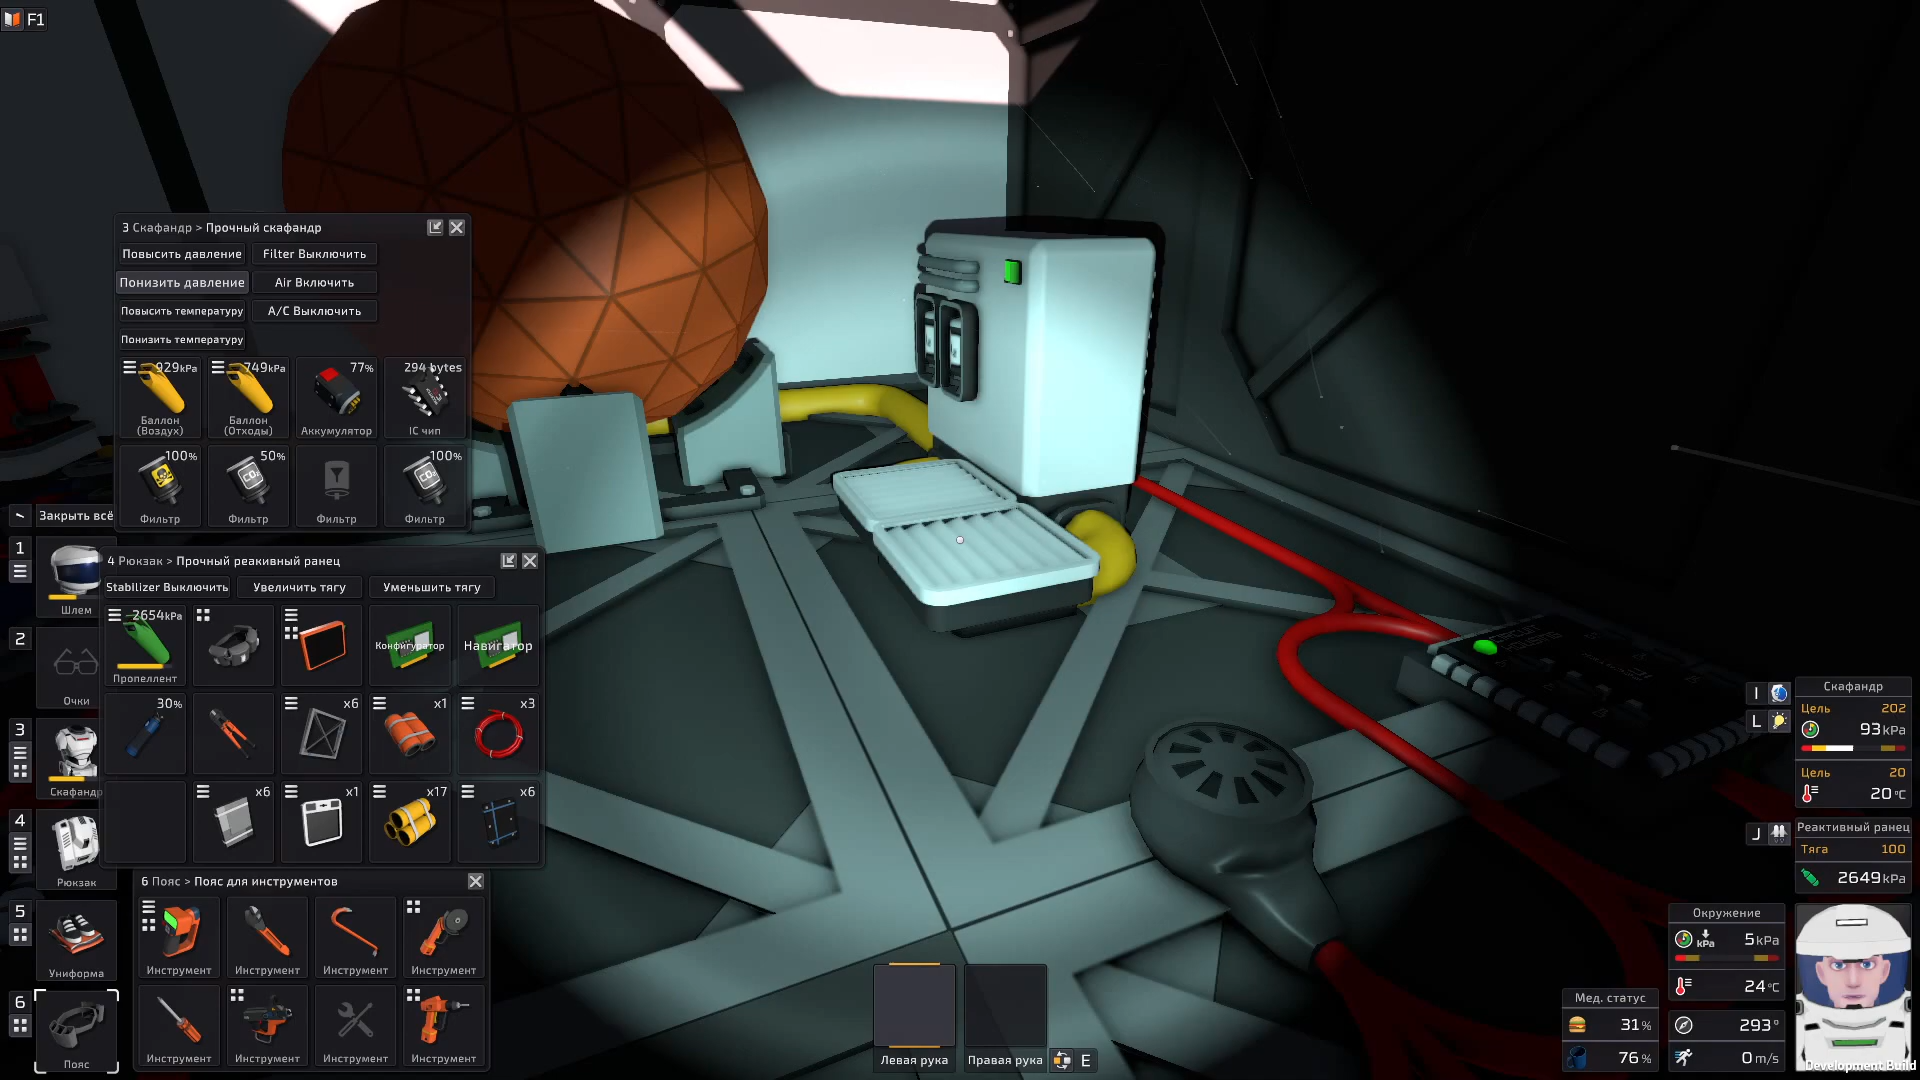 F1
3 Скафандр > Прочный скафандр
Повысить давление
Filter Выключить
Понизить давление
Air Включить
Повысить температуру
A/C Выключить
Понизить температуру
929kPa
749kPa
77%
294 bytes
Баллон (Воздух)
Баллон (Отходы)
Аккумулятор
IC чип
100%
50%
100%
Фильтр
Фильтр
Фильтр
Фильтр
Закрыть всё
1
Шлем
2
Очки
3
Скафандр
4
Рюкзак
5
Униформа
6
Пояс
4 Рюкзак > Прочный реактивный ранец
Stabilizer Выключить
Увеличить тягу
Уменьшить тягу
2654kPa
Пропеллент
Конфигуратор
Навигатор
30%
x6
x1
x3
x6
x1
x17
x6
6 Пояс > Пояс для инструментов
Инструмент
Инструмент
Инструмент
Инструмент
Инструмент
Инструмент
Инструмент
Инструмент
Левая рука
Правая рука
E
I
L
Скафандр
Цель 202
93kPa
Цель 20
20°C
J
Реактивный ранец
Тяга 100
2649kPa
Окружение
kPa
5kPa
24°C
Мед. статус
31%
76%
293°
0m/s
Development Build